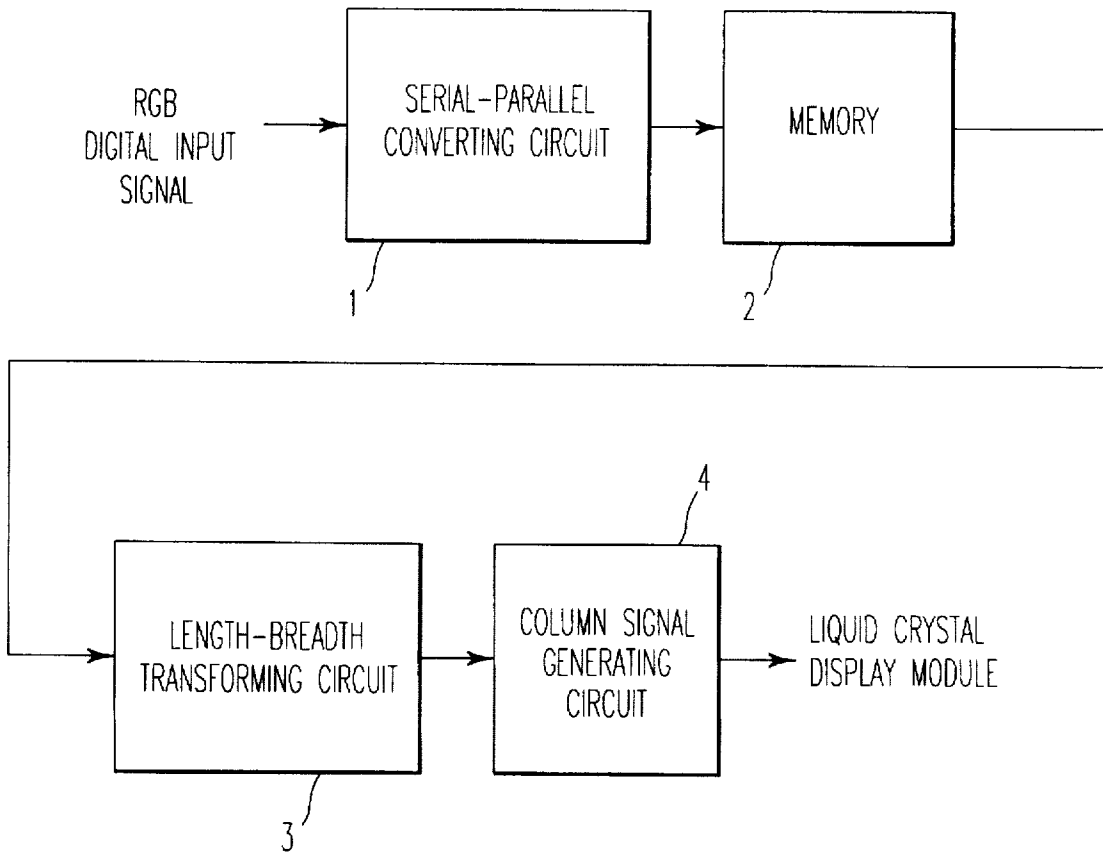 RGB
DIGITAL INPUT
SIGNAL
SERIAL-PARALLEL
CONVERTING CIRCUIT
MEMORY
1
2
4
LENGTH-BREADTH
TRANSFORMING CIRCUIT
COLUMN SIGNAL
GENERATING
CIRCUIT
LIQUID CRYSTAL
DISPLAY MODULE
3